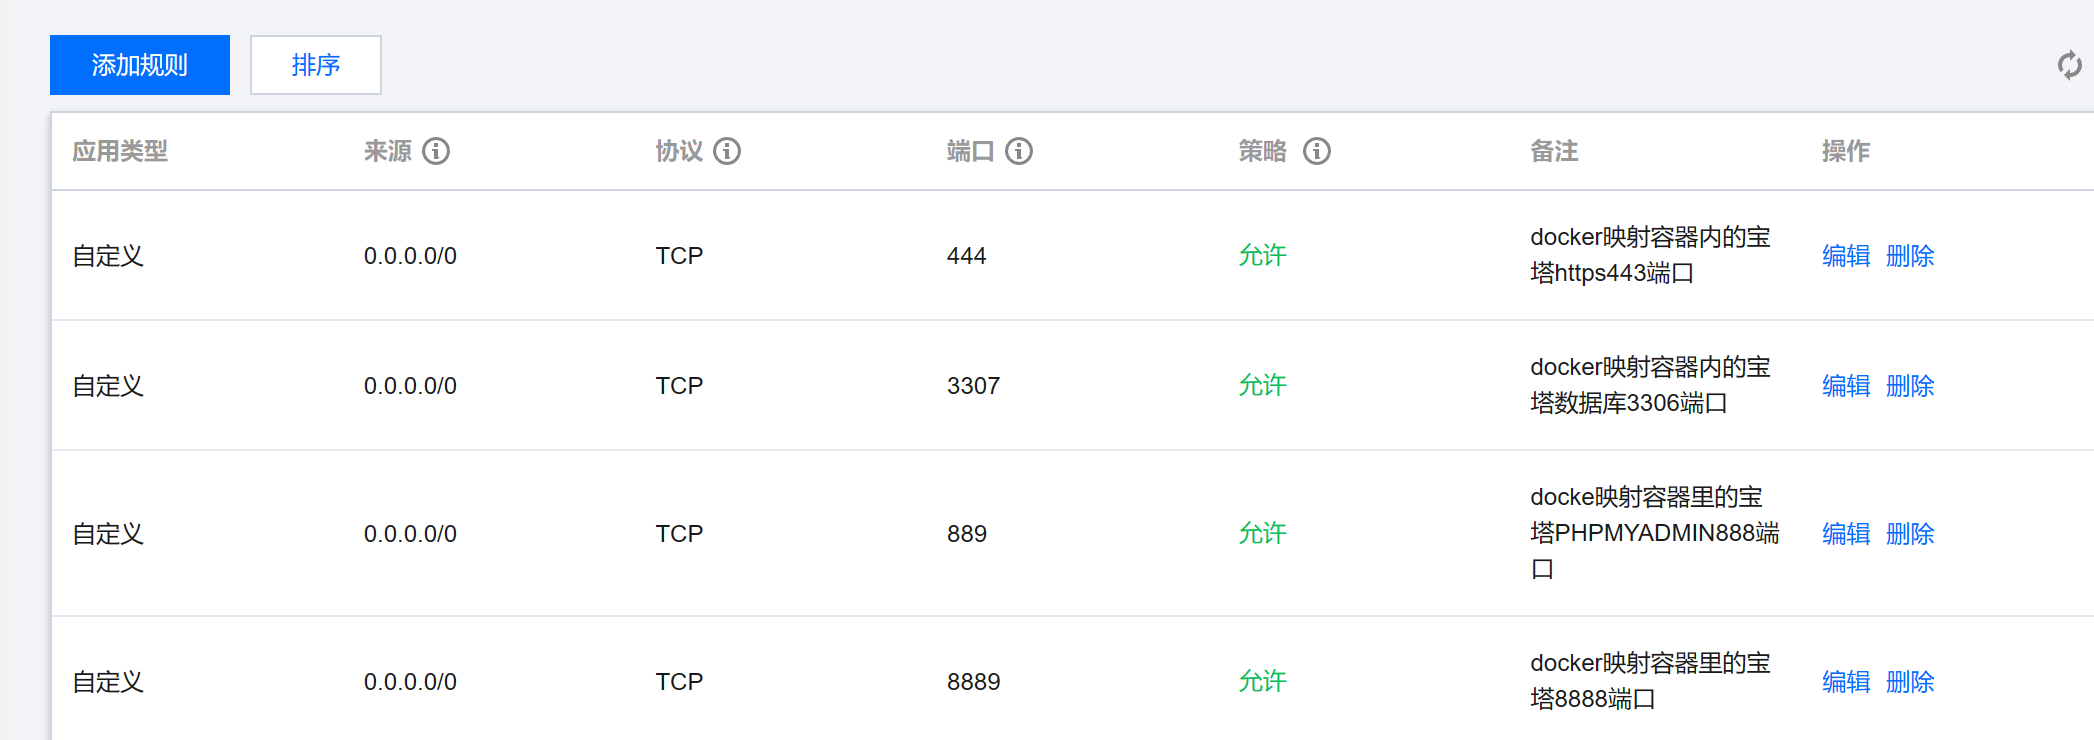 添加规则 排序
应用类型 来源 协议 端口 策略 备注 操作
自定义 0.0.0.0/0 TCP 444 允许 docker映射容器内的宝
塔https443端口 编辑 删除
自定义 0.0.0.0/0 TCP 3307 允许 docker映射容器内的宝
塔数据库3306端口 编辑 删除
自定义 0.0.0.0/0 TCP 889 允许 docke映射容器里的宝
塔PHPMYADMIN888端
口 编辑 删除
自定义 0.0.0.0/0 TCP 8889 允许 docker映射容器里的宝
塔8888端口 编辑 删除